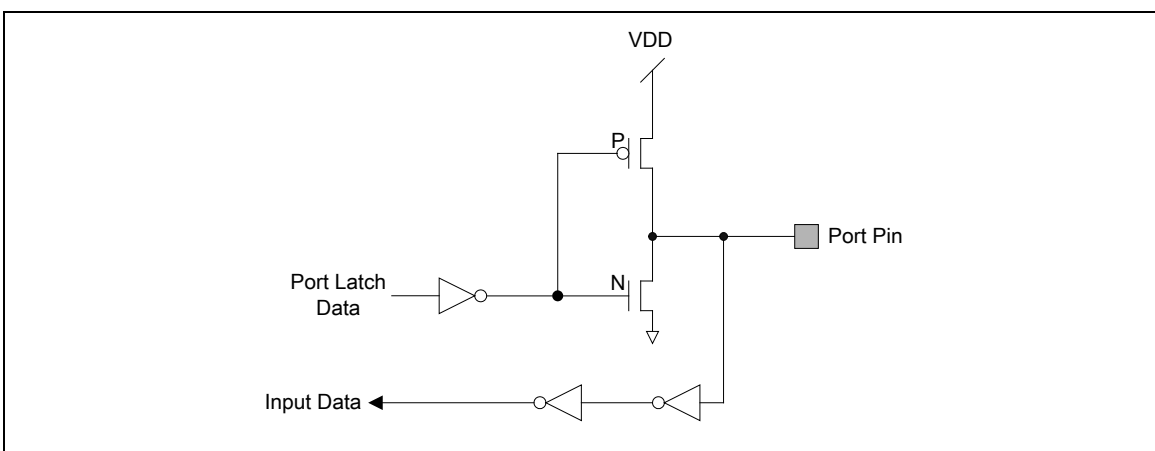 VDD
P
Port Pin
N
Port Latch
Data
Input Data